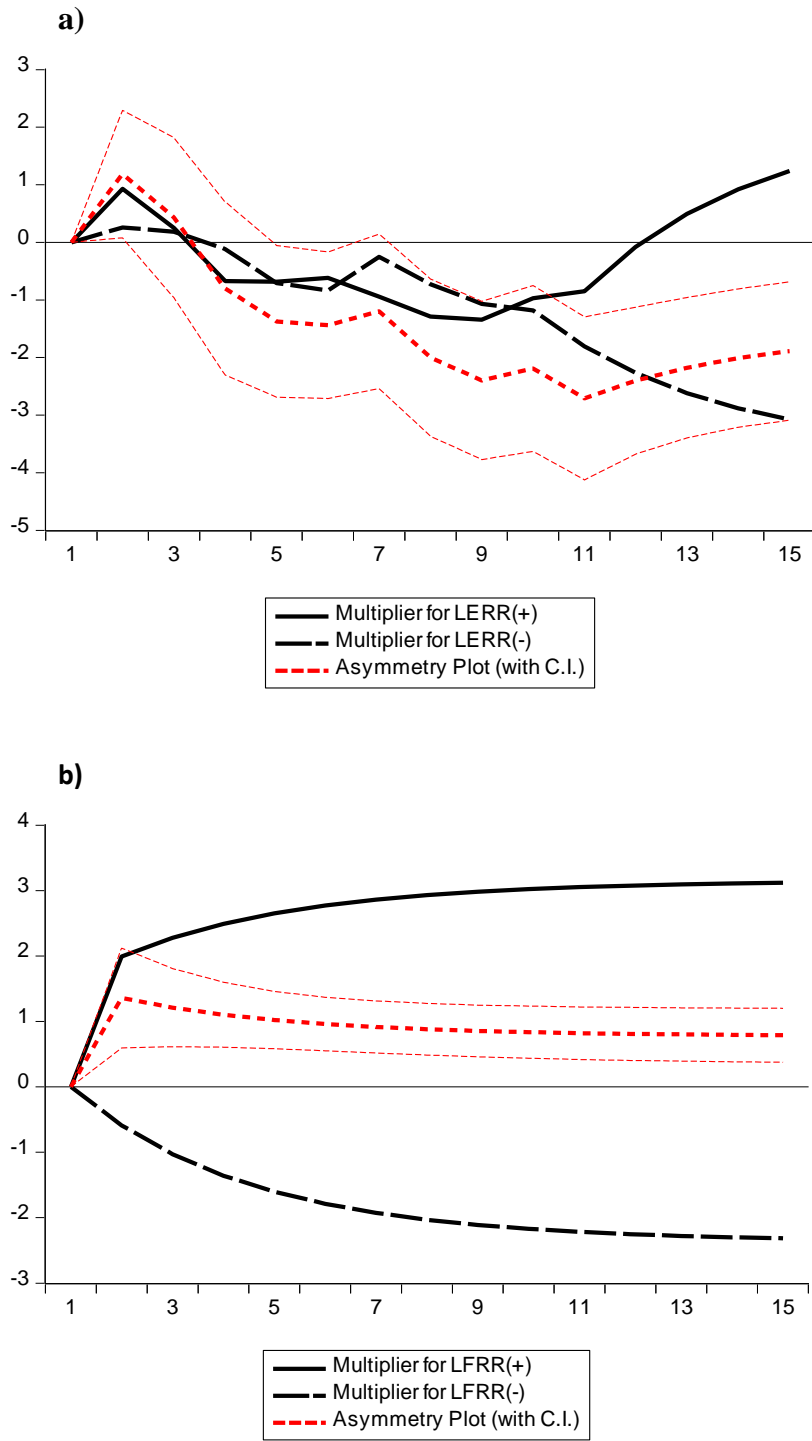 a)
3
2
1
0
-1
-2
-3
-4
-5
1 3 5 7 9 11 13 15
Multiplier for LERR(+)
Multiplier for LERR(-)
Asymmetry Plot (with C.I.)
b)
4
3
2
1
0
-1
-2
-3
1 3 5 7 9 11 13 15
Multiplier for LFRR(+)
Multiplier for LFRR(-)
Asymmetry Plot (with C.I.)